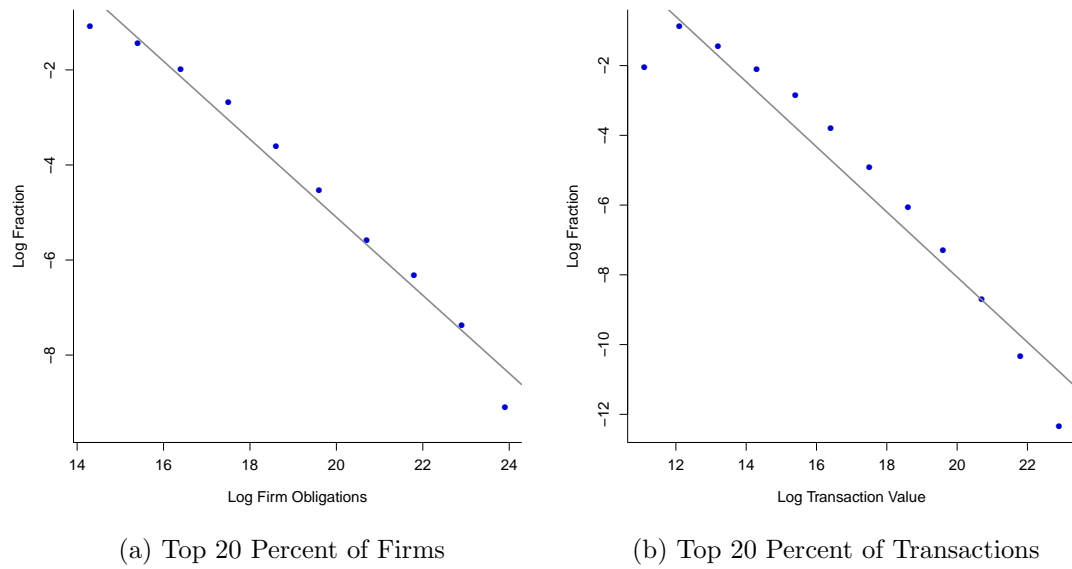 −2
−4
−6
−8
Log Fraction
14 16 18 20 22 24
Log Firm Obligations
(a) Top 20 Percent of Firms
−2
−4
−6
−8
−10
−12
Log Fraction
12 14 16 18 20 22
Log Transaction Value
(b) Top 20 Percent of Transactions